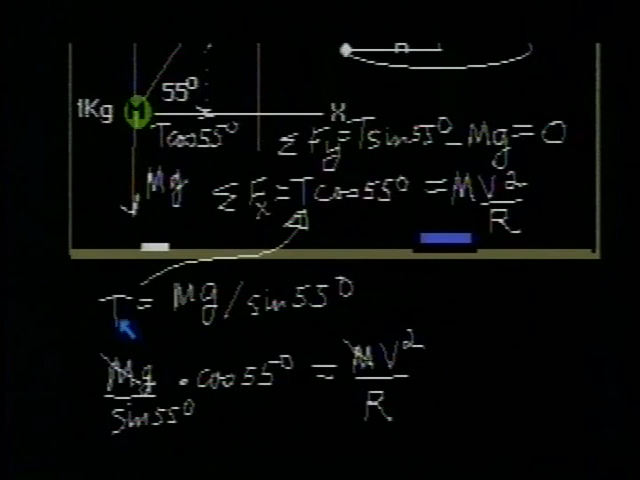 55°
1Kg M X
Tcos55° ΣFy=Tsin55°-Mg=0
Mg ΣFx=Tcos55°=MV²/R
T=Mg/sin55°
Mg/sin55° · cos55° = MV²/R